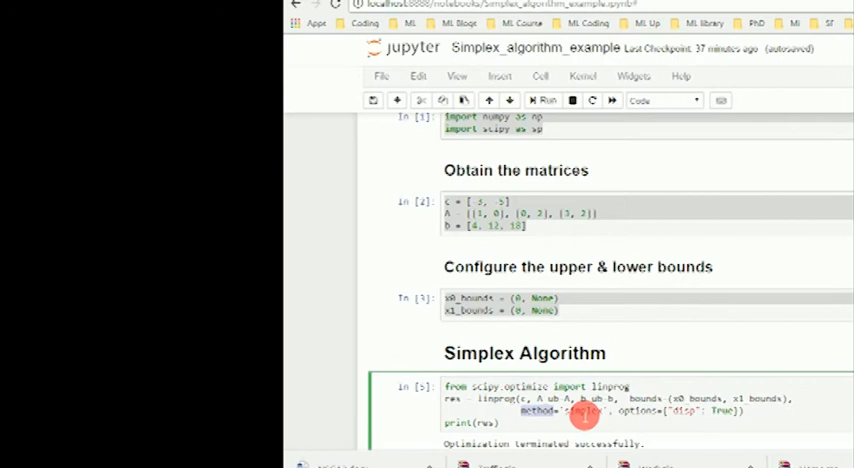 localhost:8888/notebooks/Simplex_algorithm_example.ipynb#
Apps Coding ML ML Blogs ML Course ML Coding ML Up ML library PhD
jupyter Simplex_algorithm_example Last Checkpoint: 37 minutes ago (autosaved)
File Edit View Insert Cell Kernel Widgets Help
Run Code
In [1]: import numpy as np
import scipy as sp
Obtain the matrices
In [2]: c = [-3, -5]
A = [[1, 0], [0, 2], [3, 2]]
b = [4, 12, 18]
Configure the upper & lower bounds
In [3]: x0_bounds = (0, None)
x1_bounds = (0, None)
Simplex Algorithm
In [5]: from scipy.optimize import linprog
res = linprog(c, A_ub=A, b_ub=b, bounds=(x0_bounds, x1_bounds),
method='simplex', options={"disp": True})
print(res)
Optimization terminated successfully.